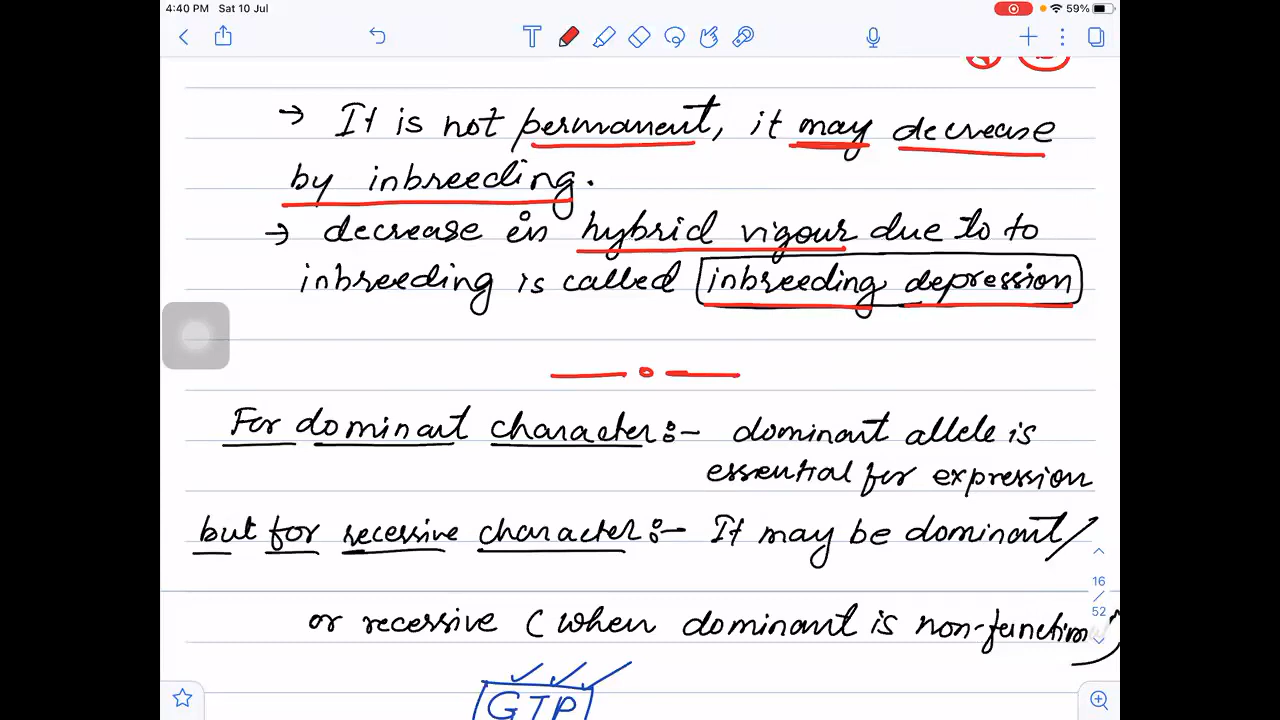 4:40 PM Sat 10 Jul
59%
→ It is not permanent, it may decrease
by inbreeding.
→ decrease in hybrid vigour due to to
inbreeding is called inbreeding depression
For dominant character :- dominant allele is
essential for expression
but for recessive character :- It may be dominant/
16
52
or recessive (when dominant is non-functional)
GTP